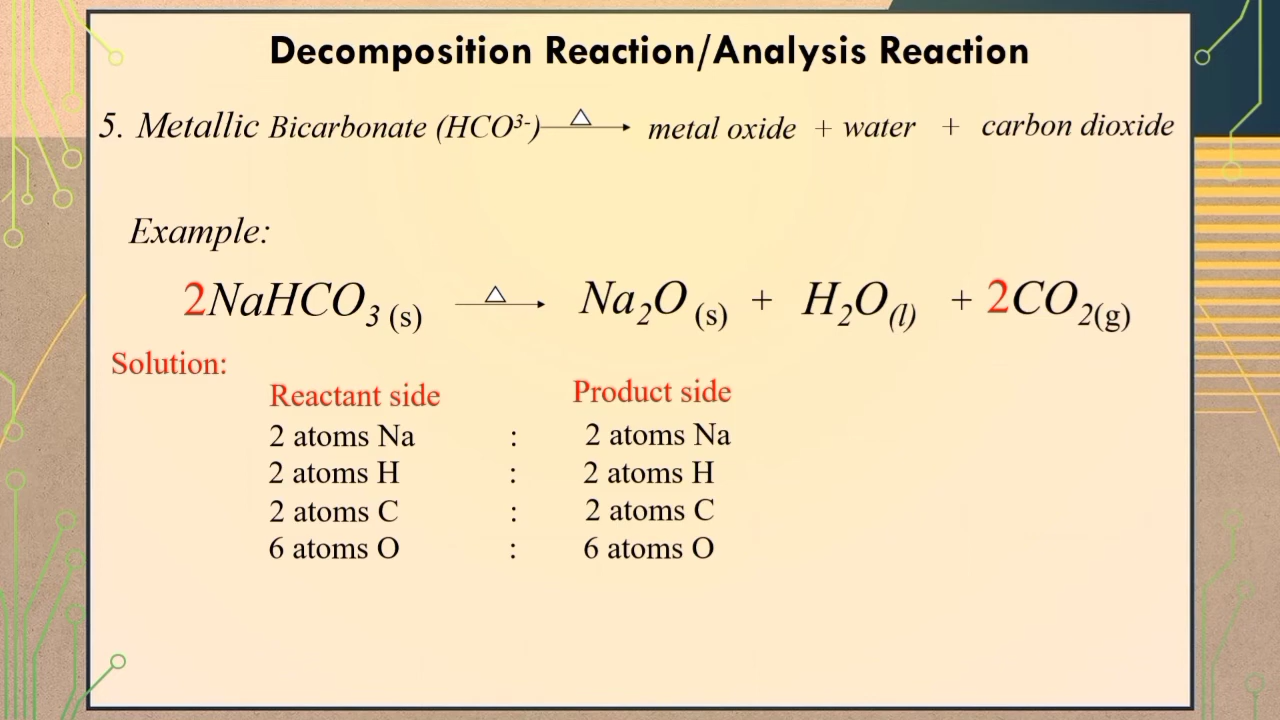 Decomposition Reaction/Analysis Reaction
5. Metallic Bicarbonate (HCO³⁻) △→ metal oxide + water + carbon dioxide
Example:
2NaHCO₃ (s) △→ Na₂O (s) + H₂O(l) + 2CO₂(g)
Solution:
Reactant side Product side
2 atoms Na : 2 atoms Na
2 atoms H : 2 atoms H
2 atoms C : 2 atoms C
6 atoms O : 6 atoms O